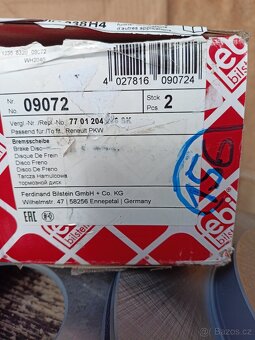 4 027816 090724
Nr.
No.
09072
Stck
Pcs
2
Vergl.-Nr. /Repl.-No. 77 01 204
Passend für /To fit: Renault PKW
Bremsscheibe
Brake Disc
Disque De Frein
Disco Freno
Disco Freno
Tarcza Hamulcowa
тормозной диск
Ferdinand Bilstein GmbH + Co. KG
Wilhelmstr. 47 | 58256 Ennepetal | Germany
EAC
febi
bilstein
bazos.cz